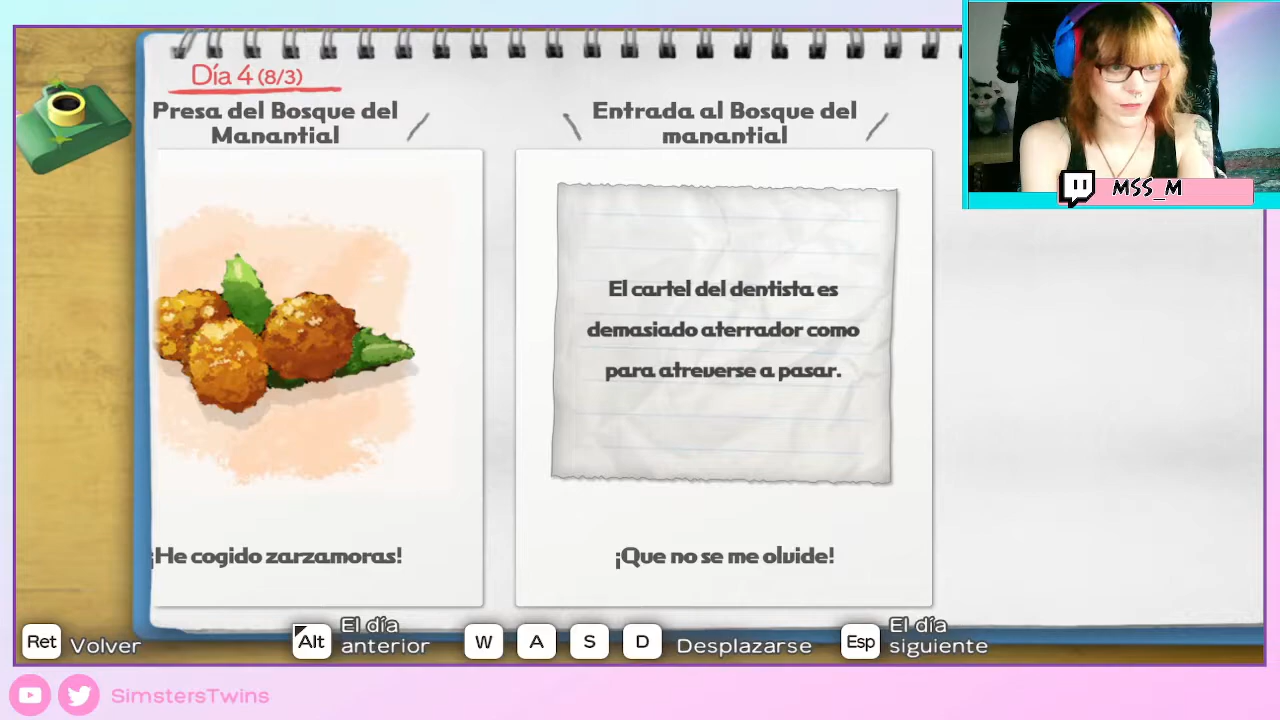 Día 4 (8/3)
Presa del Bosque del
Manantial
Entrada al Bosque del
manantial
El cartel del dentista es
demasiado aterrador como
para atreverse a pasar.
¡He cogido zarzamoras!
¡Que no se me olvide!
MSS_M
Ret Volver
Alt El día
anterior
W A S D Desplazarse
Esp El día
siguiente
SimstersTwins